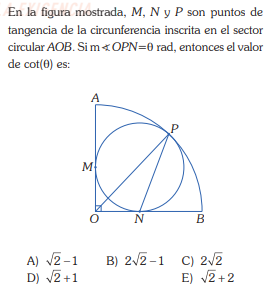 En la figura mostrada, M, N y P son puntos de
tangencia de la circunferencia inscrita en el sector
circular AOB. Si m∢OPN=θ rad, entonces el valor
de cot(θ) es:
A
P
M
O N B
A) √2−1 B) 2√2−1 C) 2√2
D) √2+1 E) √2+2